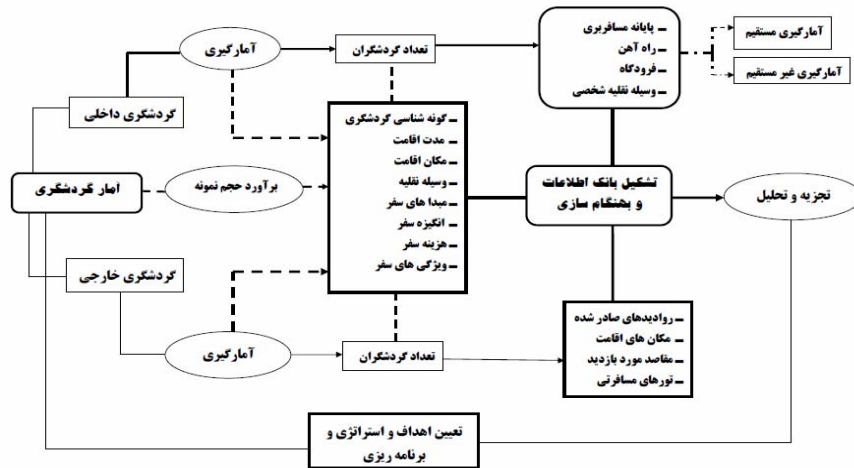 آمارگیری
تعداد گردشگران
ـ پایانه مسافربری
ـ راه آهن
ـ فرودگاه
ـ وسیله نقلیه شخصی
آمارگیری مستقیم
آمارگیری غیر مستقیم
گردشگری داخلی
ـ گونه شناسی گردشگری
ـ مدت اقامت
ـ مکان اقامت
ـ وسیله نقلیه
ـ مبدا های سفر
ـ انگیزه سفر
ـ هزینه سفر
ـ ویژگی های سفر
آمار گردشگری
برآورد حجم نمونه
تشکیل بانک اطلاعات
و بهنگام سازی
تجزیه و تحلیل
گردشگری خارجی
آمارگیری
تعداد گردشگران
ـ روادیدهای صادر شده
ـ مکان های اقامت
ـ مقاصد مورد بازدید
ـ تورهای مسافرتی
تعیین اهداف و استراتژی و
برنامه ریزی